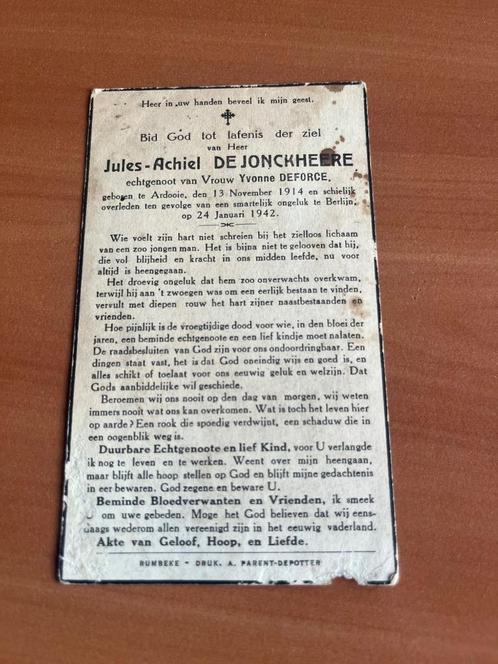 Heer in uw handen beveel ik mijn geest.
Bid God tot lafenis der ziel
van Heer
Jules-Achiel DE JONCKHEERE
echtgenoot van Vrouw Yvonne DEFORCE,
geboren te Ardooie, den 13 November 1914 en schielijk
overleden ten gevolge van een smartelijk ongeluk te Berlijn,
op 24 Januari 1942.
Wie voelt zijn hart niet schreien bij het zielloos lichaam
van een zoo jongen man. Het is bijna niet te gelooven dat hij,
die vol blijheid en kracht in ons midden leefde, nu voor
altijd is heengegaan.
Het droevig ongeluk dat hem zoo onverwachts overkwam,
terwijl hij aan 't zwoegen was om een eerlijk bestaan te vinden,
vervult met diepen rouw het hart zijner naastbestaanden en
vrienden.
Hoe pijnlijk is de vroegtijdige dood voor wie, in den bloei der
jaren, een beminde echtgenoote en een lief kindje moet nalaten.
De raadsbesluiten van God zijn voor ons ondoordringbaar. Een
dingen staat vast, het is dat God oneindig wijs en goed is, en
alles schikt of toelaat voor ons eeuwig geluk en welzijn. Dat
Gods aanbiddelijke wil geschiede.
Beroemen wij ons nooit op den dag van morgen, wij weten
immers nooit wat ons kan overkomen. Wat is toch het leven hier
op aarde? Een rook die spoedig verdwijnt, een schaduw die in
een oogenblik weg is.
Duurbare Echtgenoote en lief Kind, voor U verlangde
ik nog te leven en te werken. Weent over mijn heengaan,
maar blijft alle hoop stellen op God en blijft mijne gedachtenis
in eer bewaren. God zegene en beware U.
Beminde Bloedverwanten en Vrienden, ik smeek
om uwe gebeden. Moge het God believen dat wij eens-
daags wederom allen vereenigd zijn in het eeuwig vaderland.
Akte van Geloof, Hoop, en Liefde.
RUMBEKE - DRUK. A. PARENT-DEPOTTER